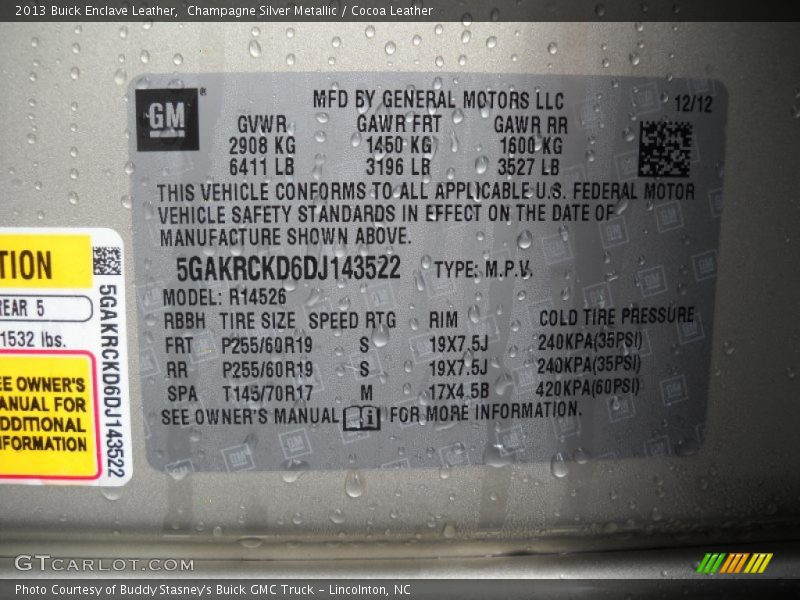 2013 Buick Enclave Leather, Champagne Silver Metallic / Cocoa Leather
GM
MFD BY GENERAL MOTORS LLC 12/12
GVWR GAWR FRT GAWR RR
2908 KG 1450 KG 1600 KG
6411 LB 3196 LB 3527 LB
THIS VEHICLE CONFORMS TO ALL APPLICABLE U.S. FEDERAL MOTOR
VEHICLE SAFETY STANDARDS IN EFFECT ON THE DATE OF
MANUFACTURE SHOWN ABOVE.
5GAKRCKD6DJ143522 TYPE: M.P.V.
MODEL: R14526
RBBH TIRE SIZE SPEED RTG RIM COLD TIRE PRESSURE
FRT P255/60R19 S 19X7.5J 240KPA(35PSI)
RR P255/60R19 S 19X7.5J 240KPA(35PSI)
SPA T145/70R17 M 17X4.5B 420KPA(60PSI)
SEE OWNER'S MANUAL FOR MORE INFORMATION.
TION
REAR 5
1532 lbs.
EE OWNER'S
ANUAL FOR
DDITIONAL
FORMATION
5GAKRCKD6DJ143522
GTCARLOT.COM
Photo Courtesy of Buddy Stasney's Buick GMC Truck - Lincolnton, NC